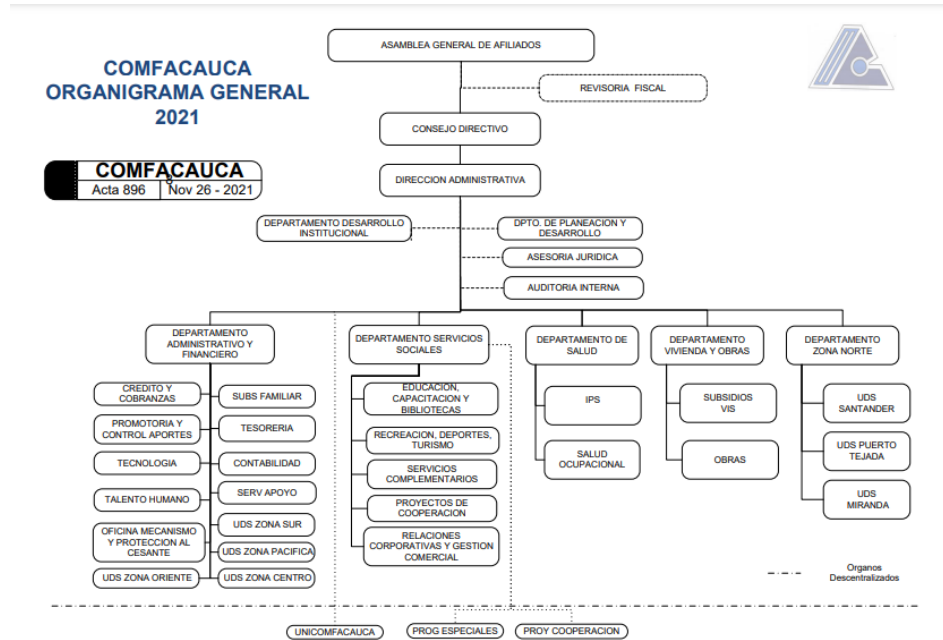 COMFACAUCA
ORGANIGRAMA GENERAL
2021
COMFACAUCA
8
Acta 896
Nov 26 - 2021
ASAMBLEA GENERAL DE AFILIADOS
REVISORIA FISCAL
CONSEJO DIRECTIVO
DIRECCION ADMINISTRATIVA
DEPARTAMENTO DESARROLLO
INSTITUCIONAL
DPTO. DE PLANEACION Y
DESARROLLO
ASESORIA JURIDICA
AUDITORIA INTERNA
DEPARTAMENTO
ADMINISTRATIVO Y
FINANCIERO
CREDITO Y
COBRANZAS
SUBS FAMILIAR
PROMOTORIA Y
CONTROL APORTES
TESORERIA
TECNOLOGIA
CONTABILIDAD
TALENTO HUMANO
SERV APOYO
OFICINA MECANISMO
Y PROTECCION AL
CESANTE
UDS ZONA SUR
UDS ZONA PACIFICA
UDS ZONA ORIENTE
UDS ZONA CENTRO
DEPARTAMENTO SERVICIOS
SOCIALES
EDUCACION,
CAPACITACION Y
BIBLIOTECAS
RECREACION, DEPORTES,
TURISMO
SERVICIOS
COMPLEMENTARIOS
PROYECTOS DE
COOPERACION
RELACIONES
CORPORATIVAS Y GESTION
COMERCIAL
DEPARTAMENTO DE
SALUD
IPS
SALUD
OCUPACIONAL
DEPARTAMENTO
VIVIENDA Y OBRAS
SUBSIDIOS
VIS
OBRAS
DEPARTAMENTO
ZONA NORTE
UDS
SANTANDER
UDS PUERTO
TEJADA
UDS
MIRANDA
Organos
Descentralizados
UNICOMFACAUCA
PROG ESPECIALES
PROY COOPERACION